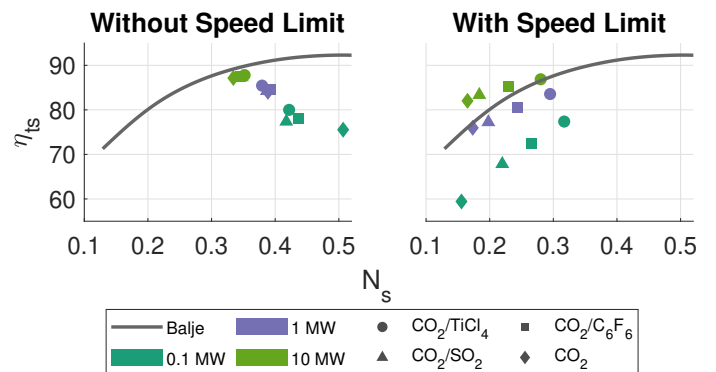 Without Speed Limit With Speed Limit
90
80
70
60
η_ts
0.1 0.2 0.3 0.4 0.5 0.1 0.2 0.3 0.4 0.5
N_s
Balje 1 MW CO₂/TiCl₄ CO₂/C₆F₆
0.1 MW 10 MW CO₂/SO₂ CO₂